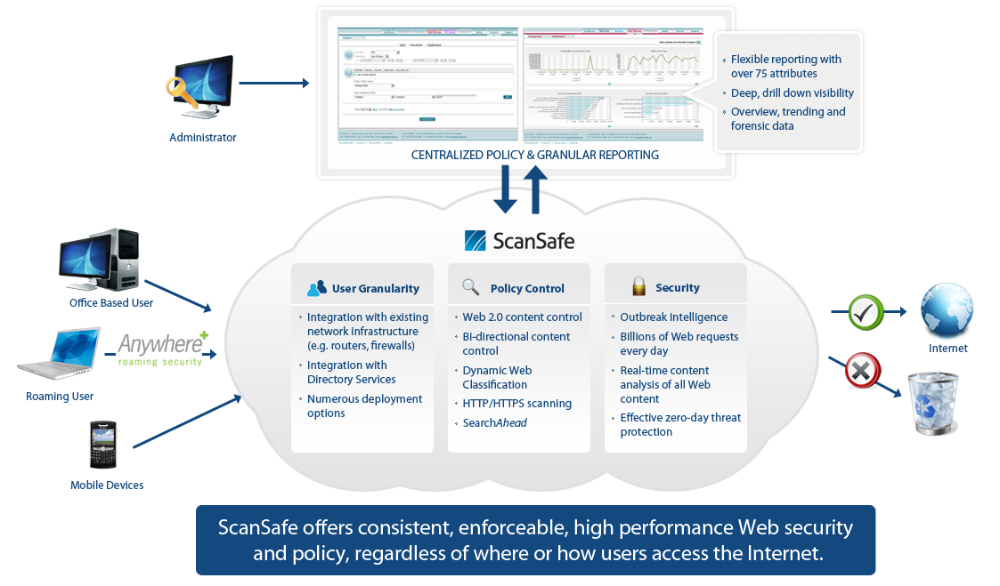 Flexible reporting with
over 75 attributes
Deep, drill down visibility
Overview, trending and
forensic data
Administrator
CENTRALIZED POLICY & GRANULAR REPORTING
ScanSafe
User Granularity
Integration with existing
network infrastructure
(e.g. routers, firewalls)
Integration with
Directory Services
Numerous deployment
options
Policy Control
Web 2.0 content control
Bi-directional content
control
Dynamic Web
Classification
HTTP/HTTPS scanning
SearchAhead
Security
Outbreak Intelligence
Billions of Web requests
every day
Real-time content
analysis of all Web
content
Effective zero-day threat
protection
Office Based User
Anywhere+
roaming security
Roaming User
Mobile Devices
Internet
ScanSafe offers consistent, enforceable, high performance Web security
and policy, regardless of where or how users access the Internet.